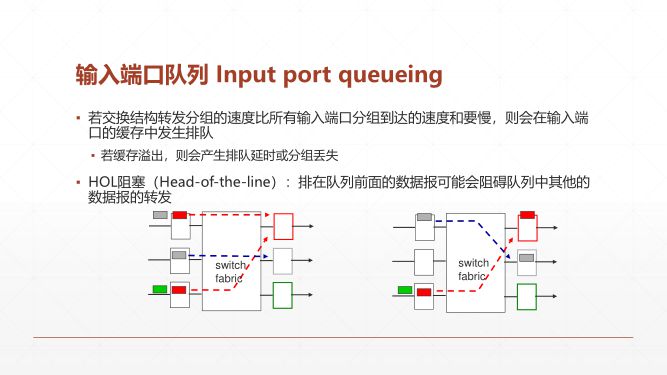 输入端口队列 Input port queueing
▪ 若交换结构转发分组的速度比所有输入端口分组到达的速度和要慢，则会在输入端
口的缓存中发生排队
▪ 若缓存溢出，则会产生排队延时或分组丢失
▪ HOL阻塞（Head-of-the-line）：排在队列前面的数据报可能会阻碍队列中其他的
数据报的转发
switch
fabric
switch
fabric